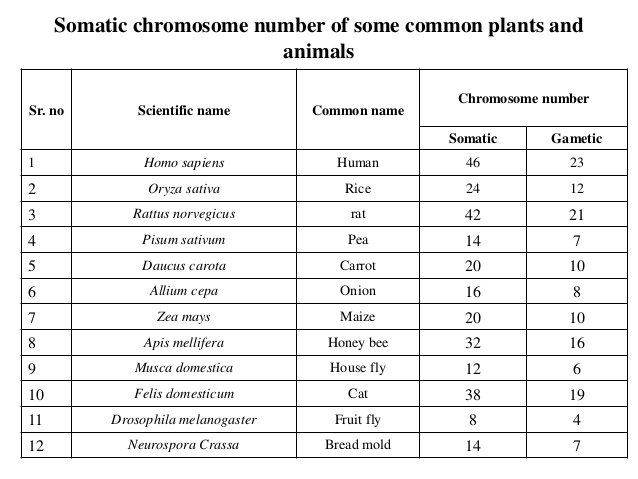 Somatic chromosome number of some common plants and
animals
Sr. no Scientific name Common name Chromosome number
Somatic Gametic
1 Homo sapiens Human 46 23
2 Oryza sativa Rice 24 12
3 Rattus norvegicus rat 42 21
4 Pisum sativum Pea 14 7
5 Daucus carota Carrot 20 10
6 Allium cepa Onion 16 8
7 Zea mays Maize 20 10
8 Apis mellifera Honey bee 32 16
9 Musca domestica House fly 12 6
10 Felis domesticum Cat 38 19
11 Drosophila melanogaster Fruit fly 8 4
12 Neurospora Crassa Bread mold 14 7